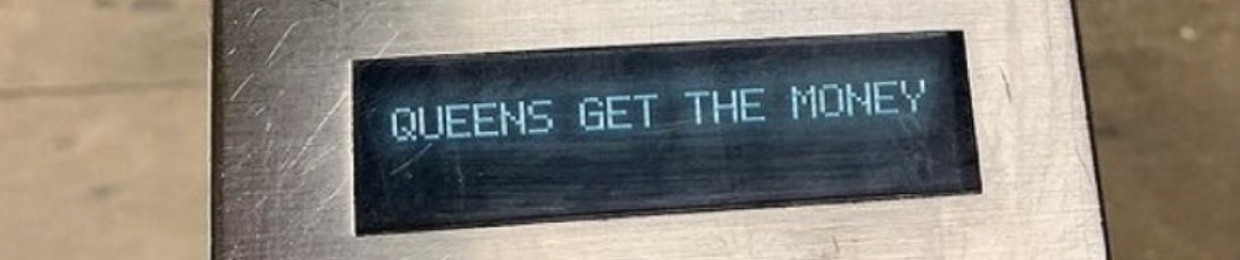 QUEENS GET THE MONEY